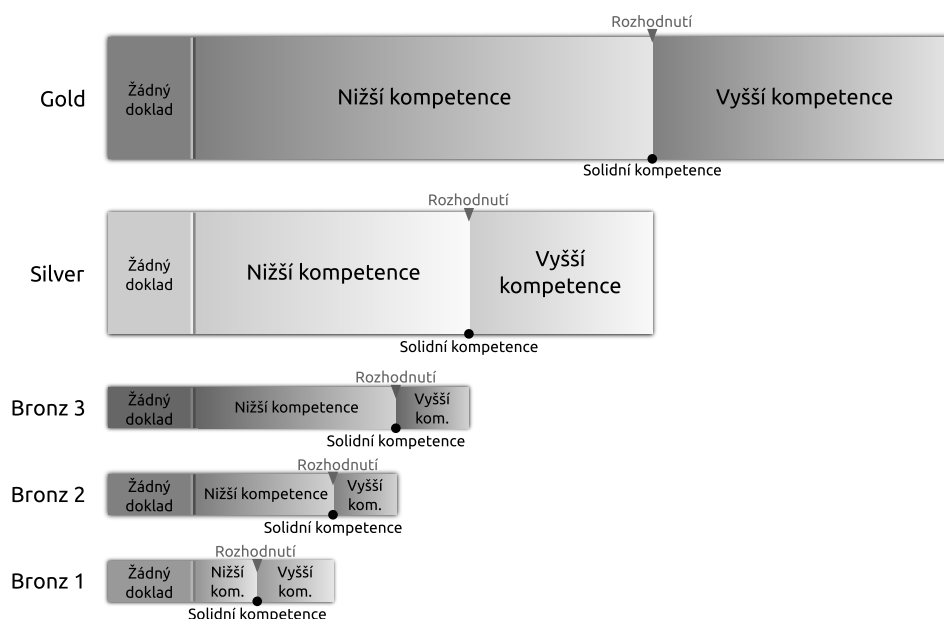 Rozhodnutí
Gold
Žádný
doklad
Nižší kompetence
Vyšší kompetence
Solidní kompetence
Rozhodnutí
Silver
Žádný
doklad
Nižší kompetence
Vyšší
kompetence
Solidní kompetence
Rozhodnutí
Bronz 3
Žádný
doklad
Nižší kompetence
Vyšší
kom.
Solidní kompetence
Rozhodnutí
Bronz 2
Žádný
doklad
Nižší kompetence
Vyšší
kom.
Solidní kompetence
Rozhodnutí
Bronz 1
Žádný
doklad
Nižší
kom.
Vyšší
kom.
Solidní kompetence